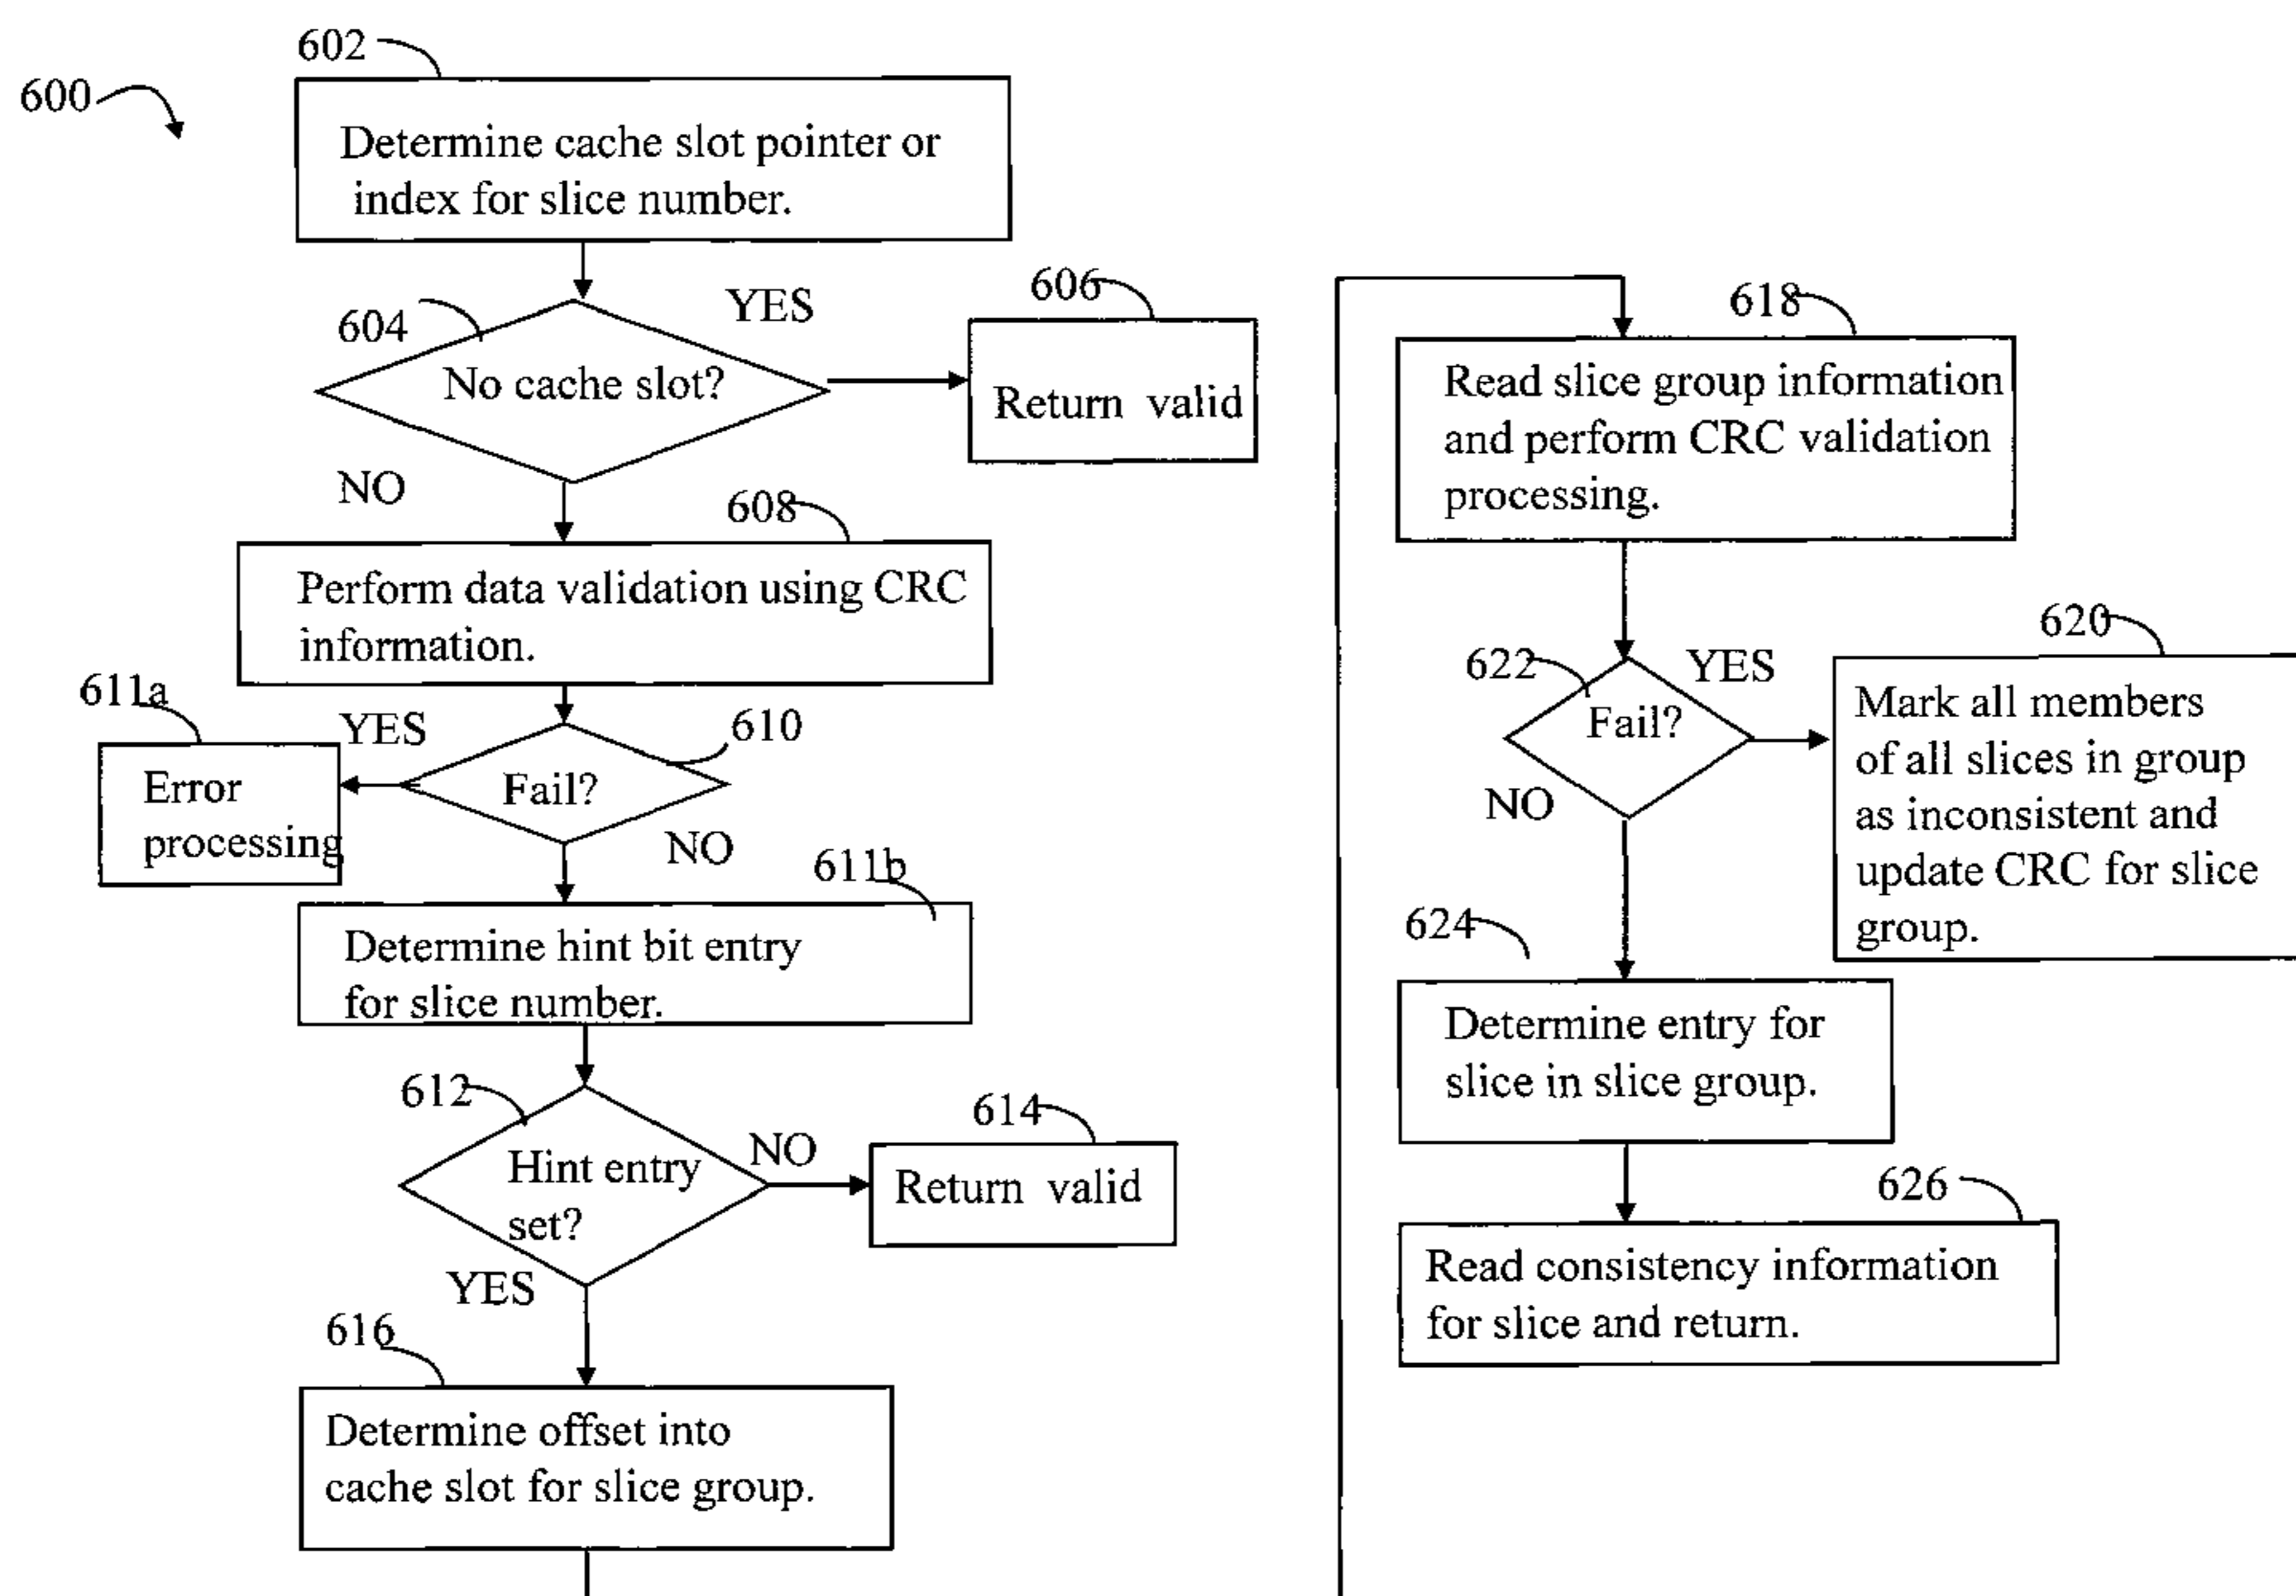 602
600
Determine cache slot pointer or
index for slice number.
604
YES
606
No cache slot?
Return valid
NO
608
Perform data validation using CRC
information.
611a
YES
610
Error
processing
Fail?
NO
611b
Determine hint bit entry
for slice number.
612
NO
614
Hint entry
set?
Return valid
YES
616
Determine offset into
cache slot for slice group.
618
Read slice group information
and perform CRC validation
processing.
622
YES
620
Fail?
NO
Mark all members
of all slices in group
as inconsistent and
update CRC for slice
group.
624
Determine entry for
slice in slice group.
626
Read consistency information
for slice and return.